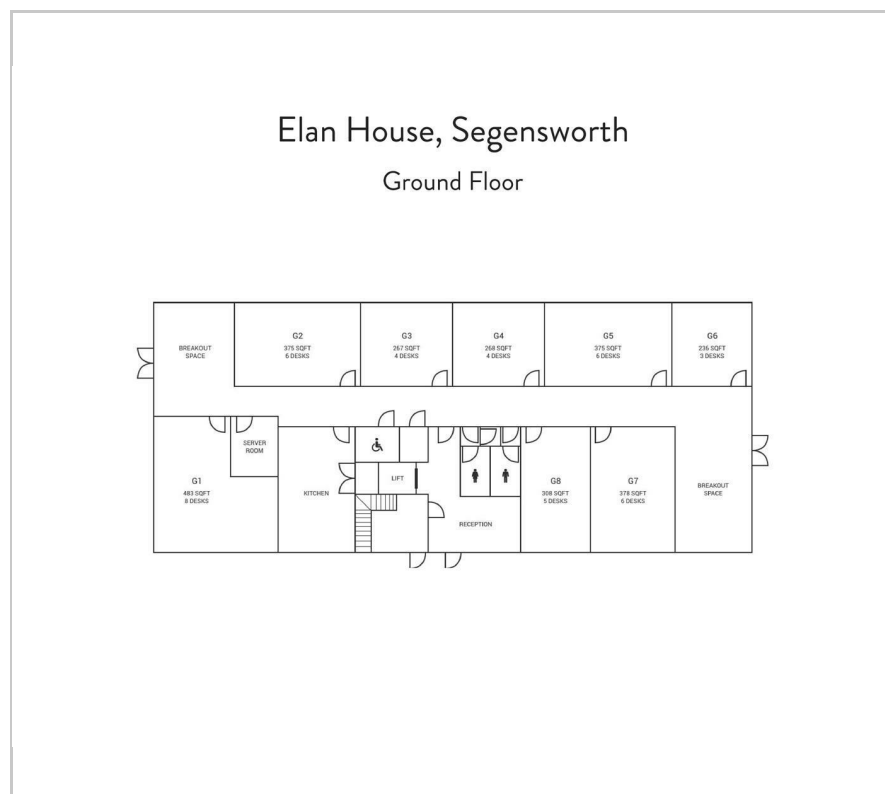 Elan House, Segensworth
Ground Floor
BREAKOUT
SPACE
G2
375 SQFT
6 DESKS
G3
267 SQFT
4 DESKS
G4
268 SQFT
4 DESKS
G5
375 SQFT
6 DESKS
G6
236 SQFT
3 DESKS
G1
483 SQFT
8 DESKS
SERVER
ROOM
KITCHEN
LIFT
RECEPTION
G8
308 SQFT
5 DESKS
G7
378 SQFT
6 DESKS
BREAKOUT
SPACE